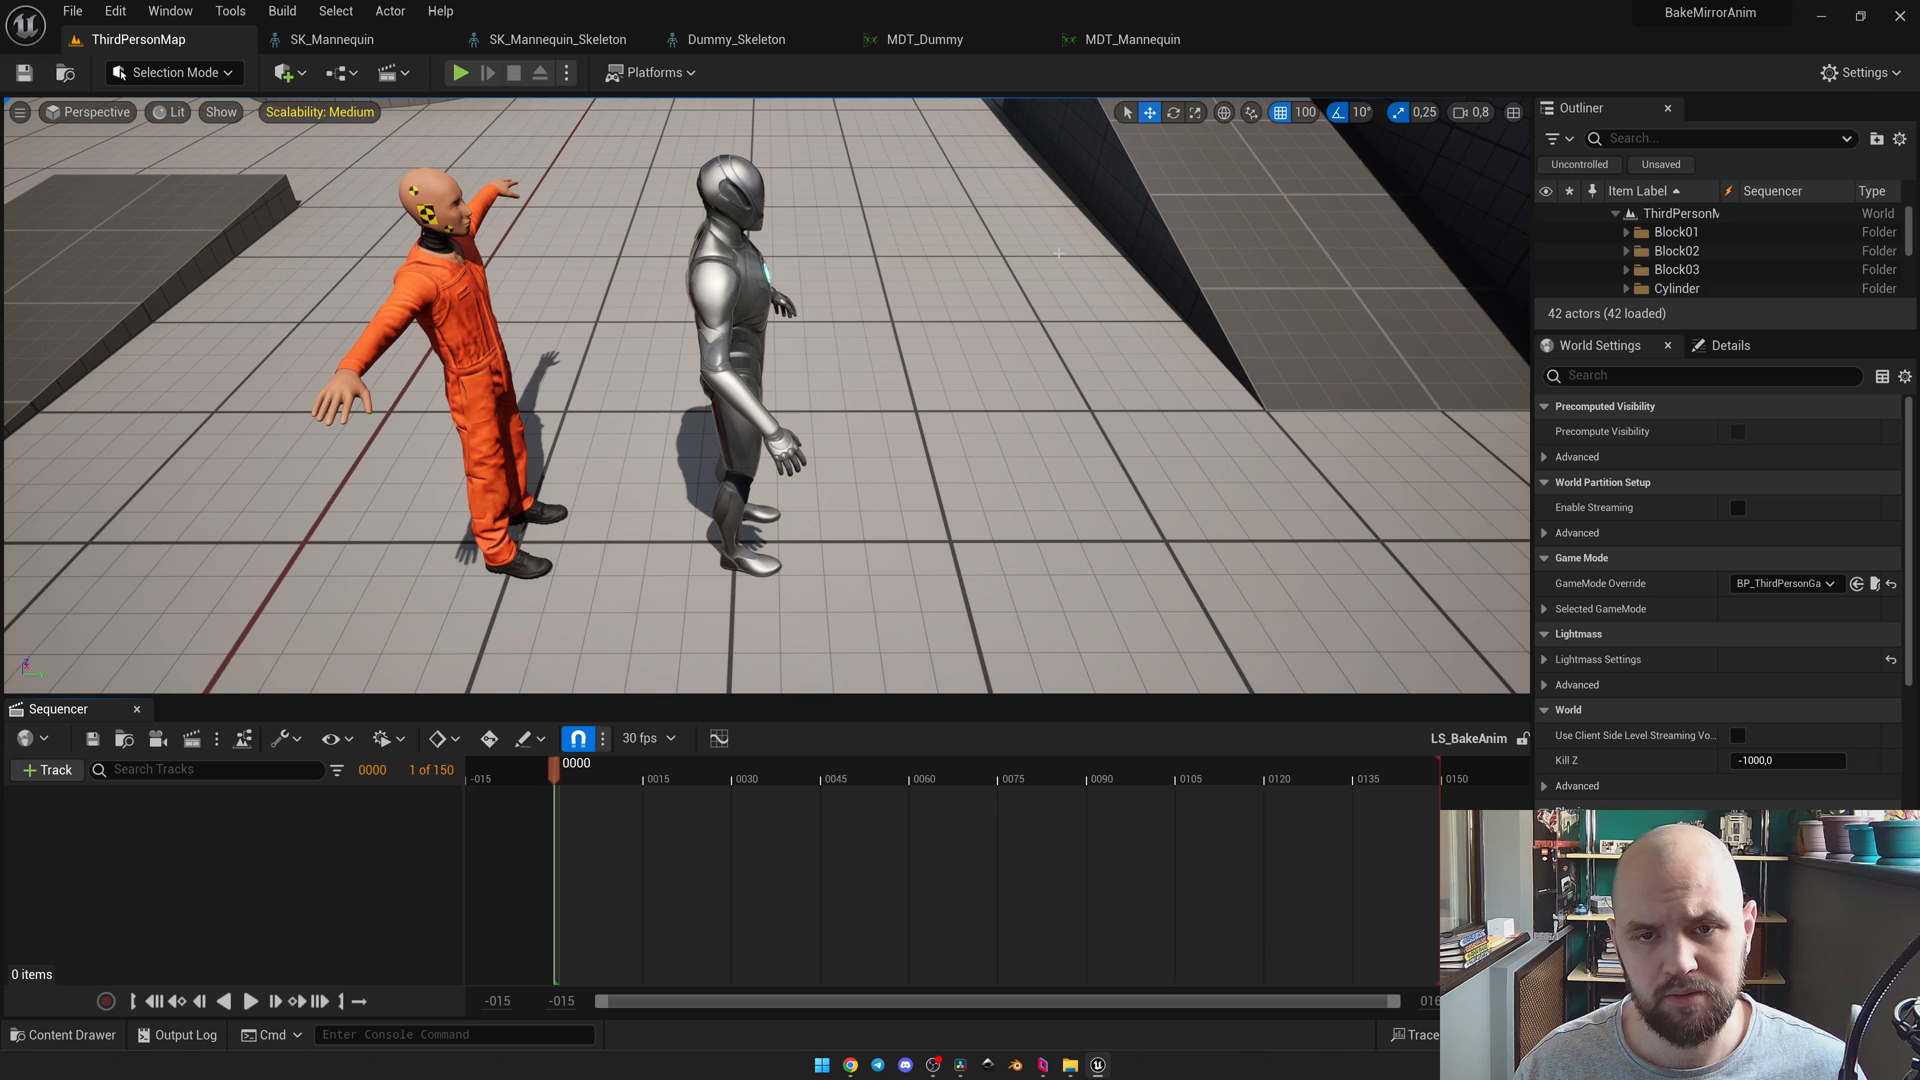 File Edit Window Tools Build Select Actor Help
BakeMirrorAnim
ThirdPersonMap SK_Mannequin SK_Mannequin_Skeleton Dummy_Skeleton MDT_Dummy MDT_Mannequin
Selection Mode Platforms Settings
Perspective Lit Show Scalability: Medium 100 10° 0,25 0,8
Outliner
Search...
Uncontrolled Unsaved
Item Label Sequencer Type
ThirdPersonM World
Block01 Folder
Block02 Folder
Block03 Folder
Cylinder Folder
42 actors (42 loaded)
World Settings Details
Search
Precomputed Visibility
Precompute Visibility
Advanced
World Partition Setup
Enable Streaming
Advanced
Game Mode
GameMode Override BP_ThirdPersonGa
Selected GameMode
Lightmass
Lightmass Settings
Advanced
World
Use Client Side Level Streaming Vo...
Kill Z -1000,0
Advanced
Sequencer
30 fps LS_BakeAnim
Track Search Tracks 0000 1 of 150
0000
-015 0015 0030 0045 0060 0075 0090 0105 0120 0135 0150
0 items
-015 -015 016
Content Drawer Output Log Cmd Enter Console Command Trace